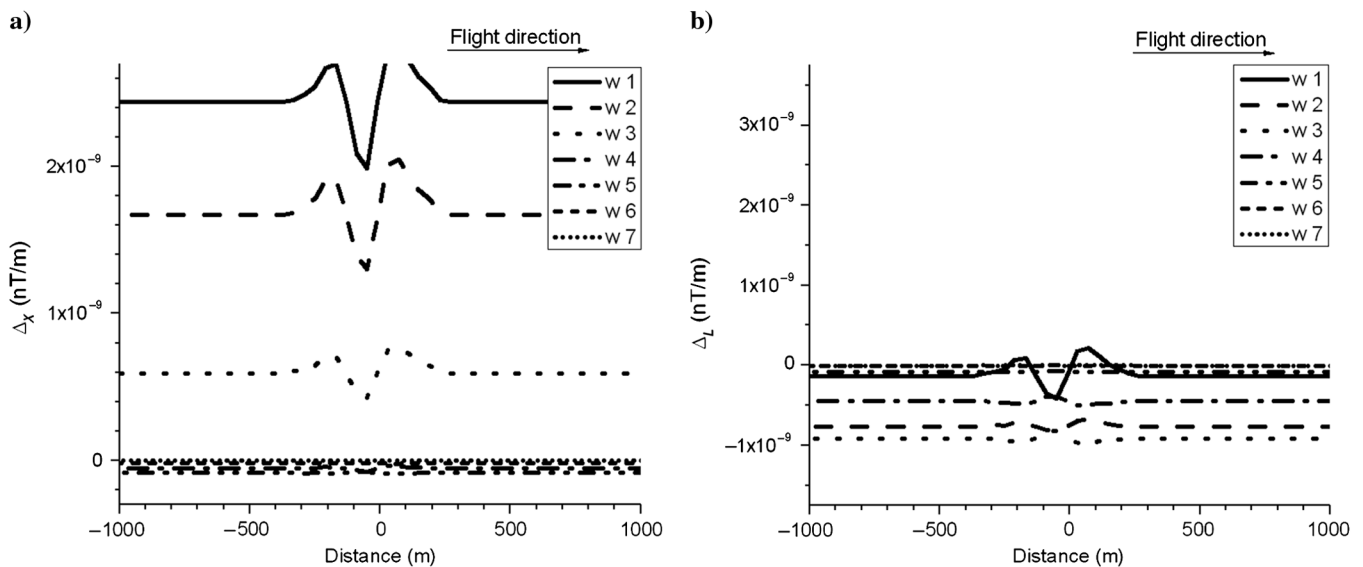 a)
Flight direction
w 1
w 2
w 3
w 4
w 5
w 6
w 7
2x10⁻⁹
1x10⁻⁹
0
Δx (nT/m)
–1000
–500
0
500
1000
Distance (m)
b)
Flight direction
w 1
w 2
w 3
w 4
w 5
w 6
w 7
3x10⁻⁹
2x10⁻⁹
1x10⁻⁹
0
–1x10⁻⁹
ΔL (nT/m)
–1000
–500
0
500
1000
Distance (m)